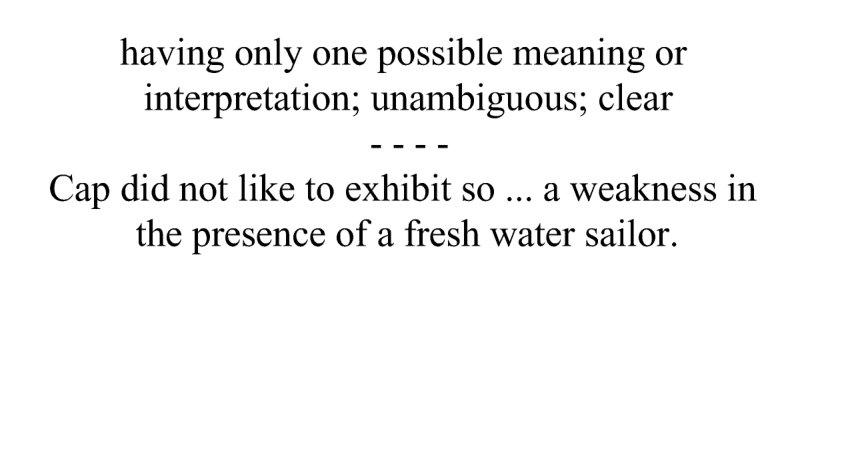 having only one possible meaning or
interpretation; unambiguous; clear
- - - -
Cap did not like to exhibit so ... a weakness in
the presence of a fresh water sailor.